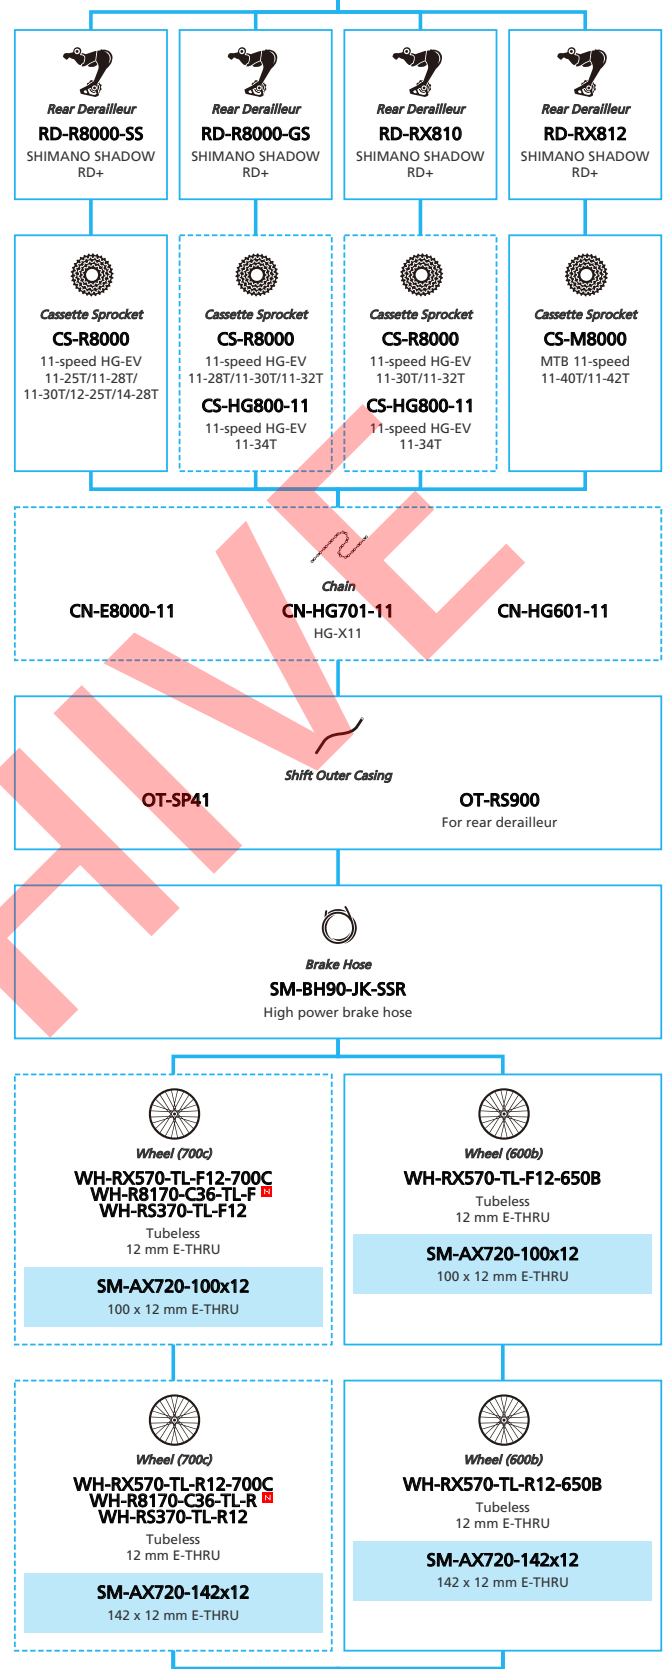 Rear Derailleur
RD-R8000-SS
SHIMANO SHADOW
RD+
Rear Derailleur
RD-R8000-GS
SHIMANO SHADOW
RD+
Rear Derailleur
RD-RX810
SHIMANO SHADOW
RD+
Rear Derailleur
RD-RX812
SHIMANO SHADOW
RD+
Cassette Sprocket
CS-R8000
11-speed HG-EV
11-25T/11-28T/
11-30T/12-25T/14-28T
Cassette Sprocket
CS-R8000
11-speed HG-EV
11-28T/11-30T/11-32T
CS-HG800-11
11-speed HG-EV
11-34T
Cassette Sprocket
CS-R8000
11-speed HG-EV
11-30T/11-32T
CS-HG800-11
11-speed HG-EV
11-34T
Cassette Sprocket
CS-M8000
MTB 11-speed
11-40T/11-42T
Chain
CN-E8000-11
CN-HG701-11
HG-X11
CN-HG601-11
Shift Outer Casing
OT-SP41
OT-RS900
For rear derailleur
Brake Hose
SM-BH90-JK-SSR
High power brake hose
Wheel (700c)
WH-RX570-TL-F12-700C
WH-R8170-C36-TL-F N
WH-RS370-TL-F12
Tubeless
12 mm E-THRU
SM-AX720-100x12
100 x 12 mm E-THRU
Wheel (600b)
WH-RX570-TL-F12-650B
Tubeless
12 mm E-THRU
SM-AX720-100x12
100 x 12 mm E-THRU
Wheel (700c)
WH-RX570-TL-R12-700C
WH-R8170-C36-TL-R N
WH-RS370-TL-R12
Tubeless
12 mm E-THRU
SM-AX720-142x12
142 x 12 mm E-THRU
Wheel (600b)
WH-RX570-TL-R12-650B
Tubeless
12 mm E-THRU
SM-AX720-142x12
142 x 12 mm E-THRU
HIVE